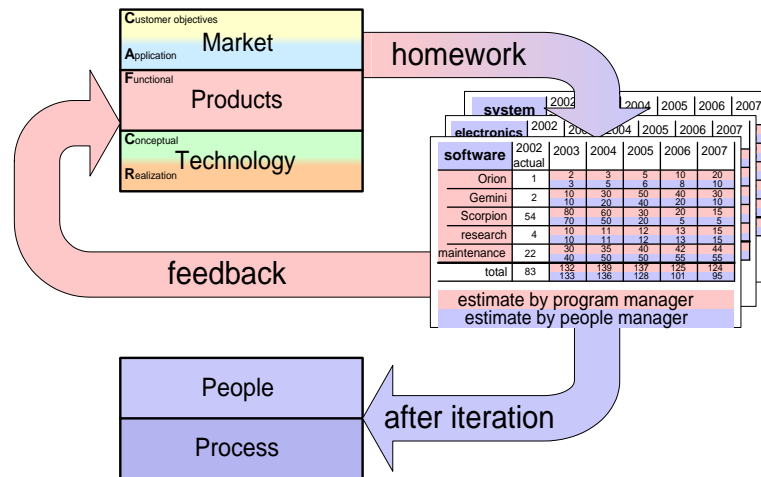 Customer objectives
Market
Application
Functional
Products
Conceptual
Technology
Realization
homework
feedback
system 2002 2004 2005 2006 2007
electronics 2002 2003 2004 2005 2006 2007
software 2002 actual 2003 2004 2005 2006 2007
Orion 1 2 3 5 10 20
3 5 6 8 10
Gemini 2 10 30 50 40 30
10 20 40 20 10
Scorpion 54 80 60 30 20 15
70 50 20 5 5
research 4 10 11 12 13 15
10 11 12 13 15
maintenance 22 30 35 40 42 44
40 50 50 55 55
total 83 132 139 137 125 124
133 136 128 101 95
estimate by program manager
estimate by people manager
People
Process
after iteration